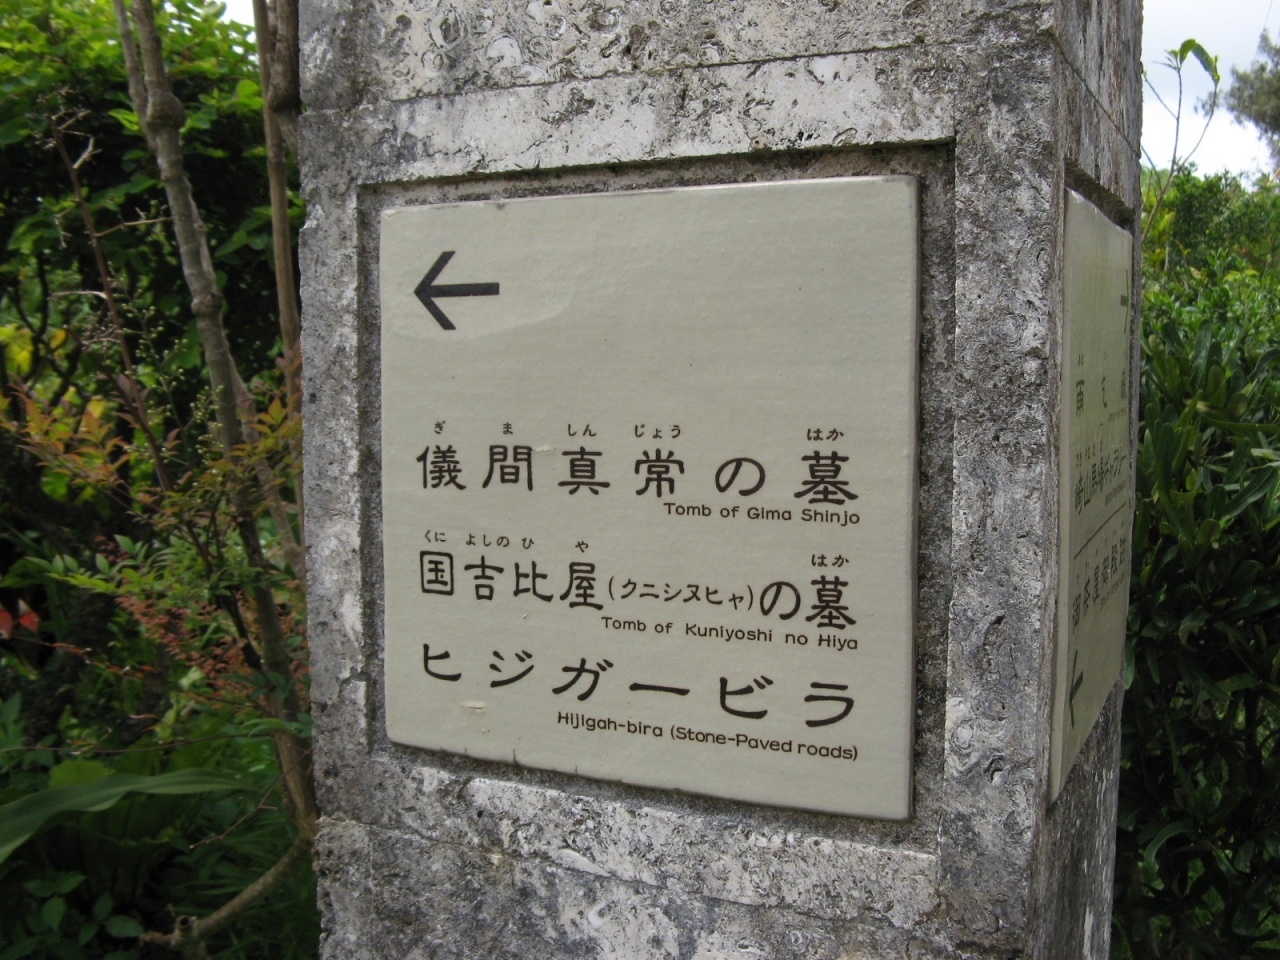 ←
ぎ ま しん じょう はか
儀間真常の墓
Tomb of Gima Shinjo
くに よしの ひ や はか
国吉比屋(クニシヌヒャ)の墓
Tomb of Kuniyoshi no Hiya
ヒジガービラ
Hijigah-bira (Stone-Paved roads)